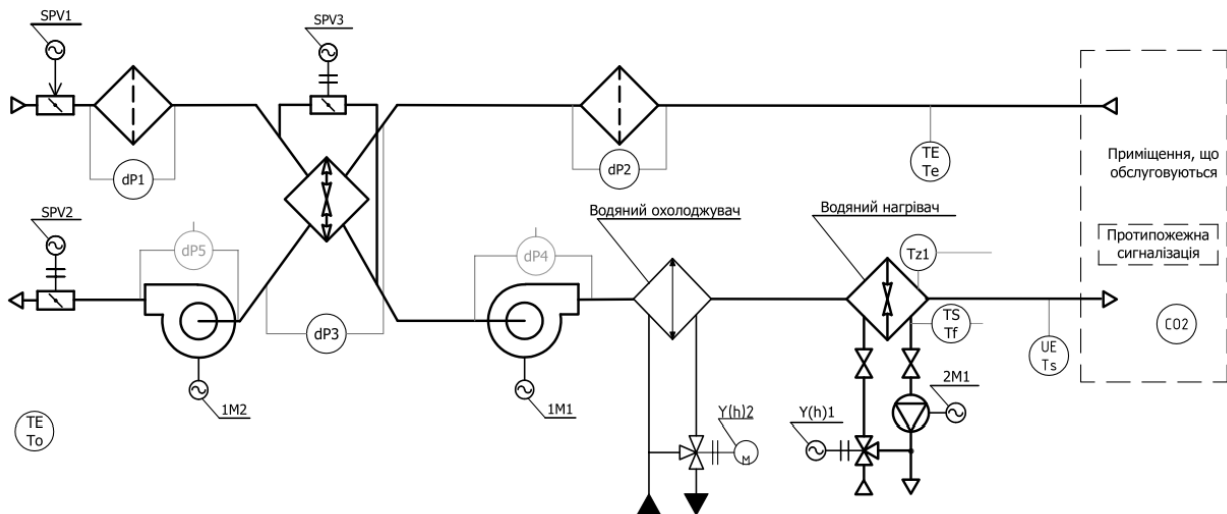 SPV1
SPV3
dP1
dP2
TE
Te
Приміщення, що
обслуговуються
SPV2
Водяний охолоджувач
Водяний нагрівач
Протипожежна
сигналізація
dP5
dP4
Tz1
dP3
TS
Tf
CO2
UE
Ts
1M2
1M1
2M1
Y(h)2
Y(h)1
TE
To
M